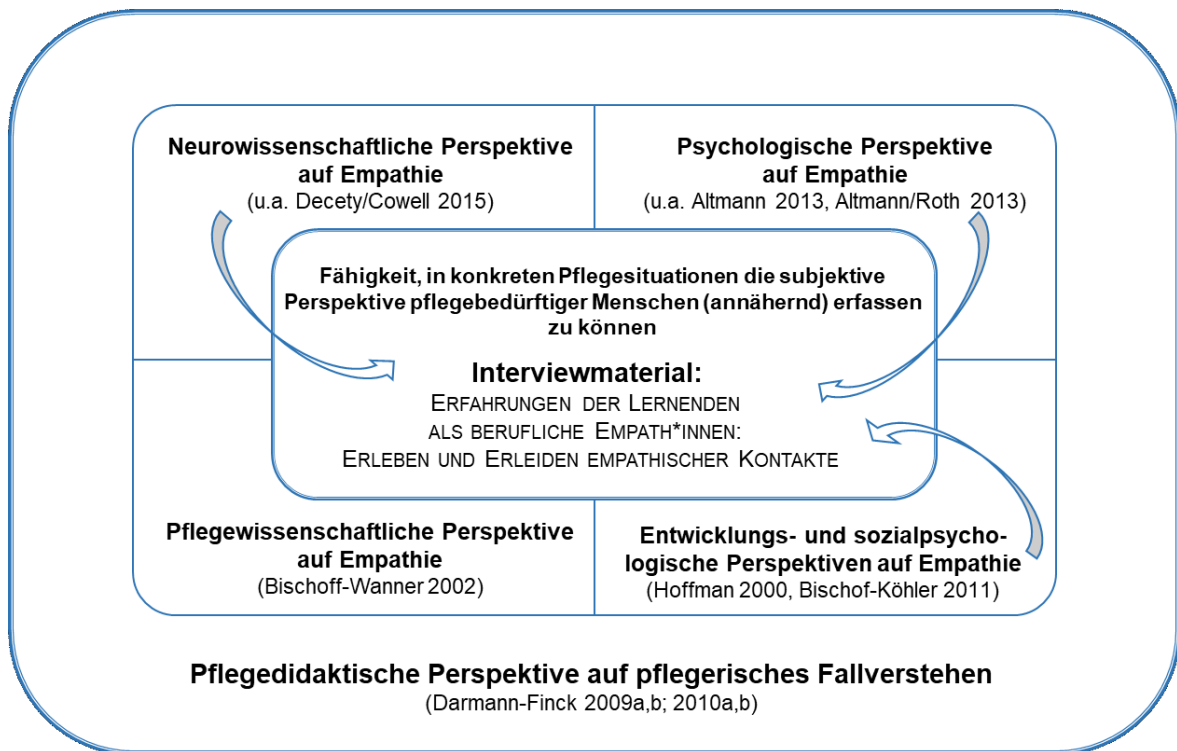 Neurowissenschaftliche Perspektive
auf Empathie
(u.a. Decety/Cowell 2015)
Psychologische Perspektive
auf Empathie
(u.a. Altmann 2013, Altmann/Roth 2013)
Fähigkeit, in konkreten Pflegesituationen die subjektive
Perspektive pflegebedürftiger Menschen (annähernd) erfassen
zu können
Interviewmaterial:
ERFAHRUNGEN DER LERNENDEN
ALS BERUFLICHE EMPATH*INNEN:
ERLEBEN UND ERLEIDEN EMPATHISCHER KONTAKTE
Pflegewissenschaftliche Perspektive
auf Empathie
(Bischoff-Wanner 2002)
Entwicklungs- und sozialpsycho-
logische Perspektiven auf Empathie
(Hoffman 2000, Bischof-Köhler 2011)
Pflegedidaktische Perspektive auf pflegerisches Fallverstehen
(Darmann-Finck 2009a,b; 2010a,b)